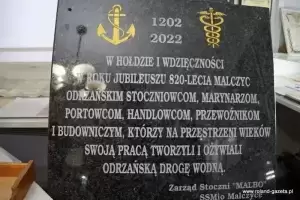 1202
2022
W HOŁDZIE I WDZIĘCZNOŚCI
W ROKU JUBILEUSZU 820-LECIA MALCZYC
ODRZAŃSKIM STOCZNIOWCOM, MARYNARZOM,
PORTOWCOM, HANDLOWCOM, PRZEWOŹNIKOM
I BUDOWNICZYM, KTÓRZY NA PRZESTRZENI WIEKÓW
SWOJĄ PRACĄ TWORZYLI I OŻYWIALI
ODRZAŃSKĄ DROGĘ WODNĄ.
Zarząd Stoczni "MALBO"
SSMio Malczyce
www.roland-gazeta.pl